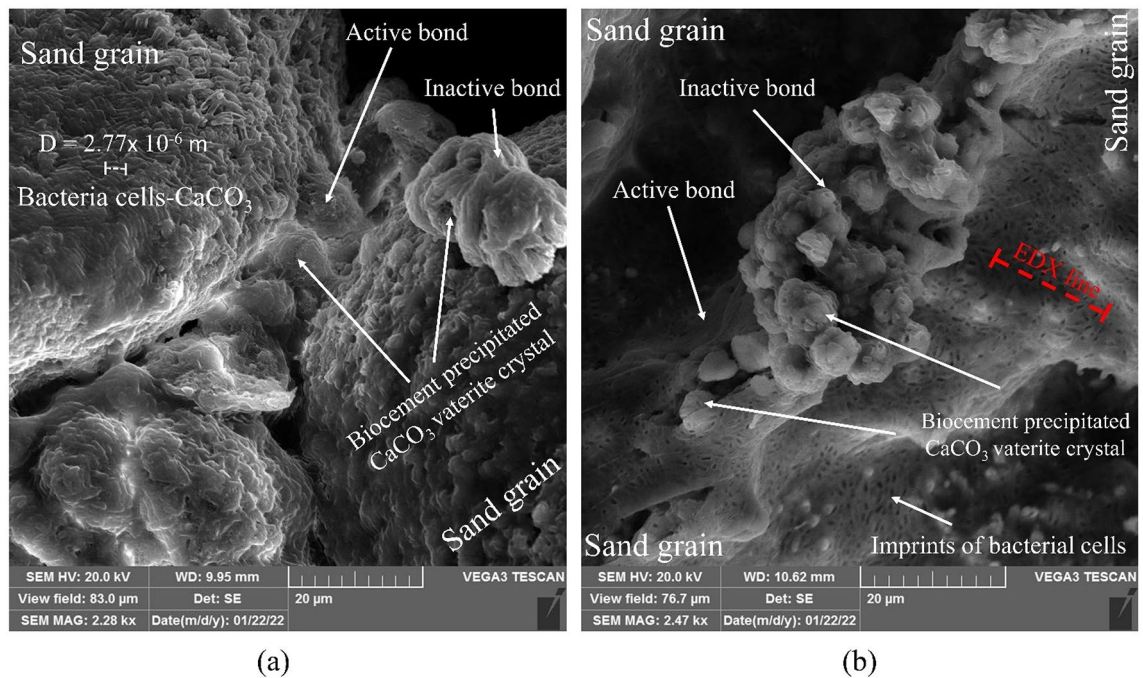 Sand grain
Active bond
Inactive bond
D = 2.77x 10-6 m
Bacteria cells-CaCO3
Biocement precipitated
CaCO3 vaterite crystal
Sand grain
SEM HV: 20.0 kV
WD: 9.95 mm
VEGA3 TESCAN
View field: 83.0 µm
Det: SE
20 µm
SEM MAG: 2.28 kx
Date(m/d/y): 01/22/22
(a)
Sand grain
Sand grain
Inactive bond
Active bond
EDX line
Biocement precipitated
CaCO3 vaterite crystal
Sand grain
Imprints of bacterial cells
SEM HV: 20.0 kV
WD: 10.62 mm
VEGA3 TESCAN
View field: 76.7 µm
Det: SE
20 µm
SEM MAG: 2.47 kx
Date(m/d/y): 01/22/22
(b)